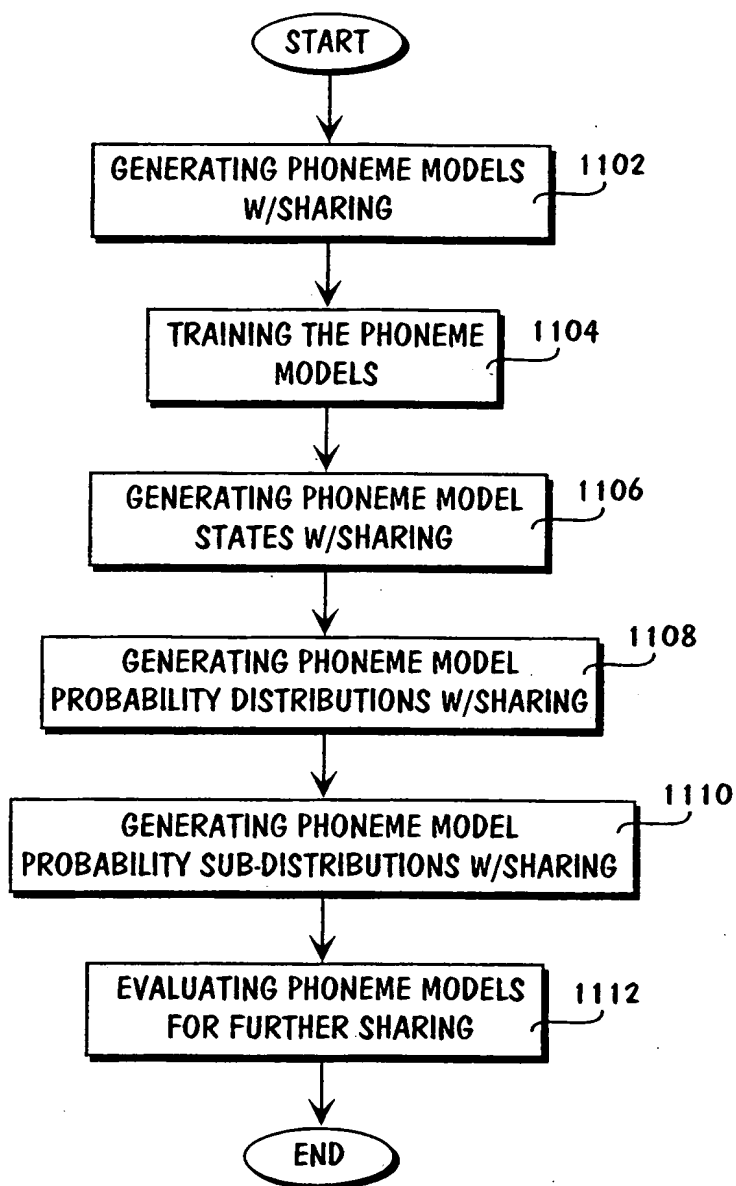 START
GENERATING PHONEME MODELS
W/SHARING
1102
TRAINING THE PHONEME
MODELS
1104
GENERATING PHONEME MODEL
STATES W/SHARING
1106
GENERATING PHONEME MODEL
PROBABILITY DISTRIBUTIONS W/SHARING
1108
GENERATING PHONEME MODEL
PROBABILITY SUB-DISTRIBUTIONS W/SHARING
1110
EVALUATING PHONEME MODELS
FOR FURTHER SHARING
1112
END